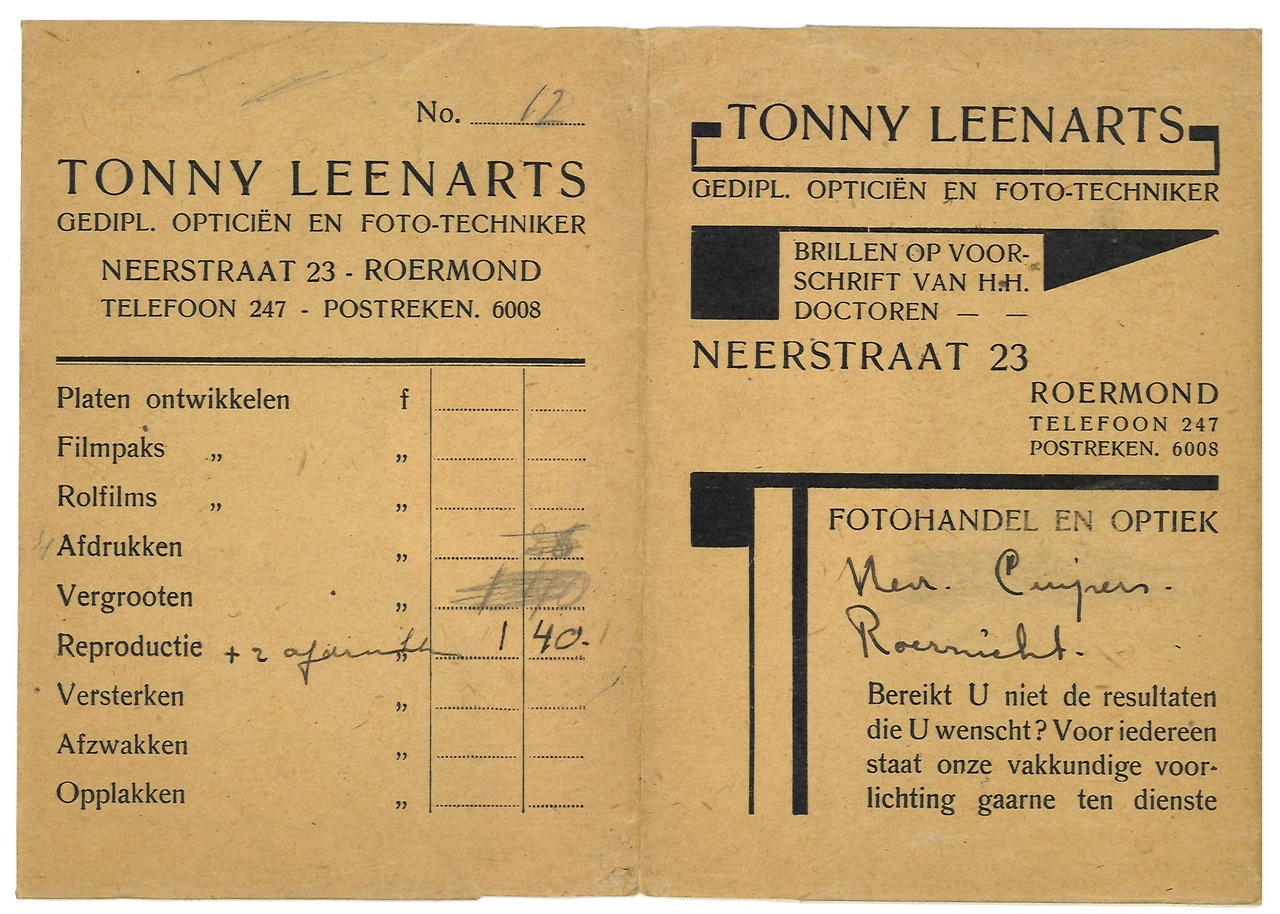 No. 12
TONNY LEENARTS
GEDIPL. OPTICIËN EN FOTO-TECHNIKER
NEERSTRAAT 23 - ROERMOND
TELEFOON 247 - POSTREKEN. 6008
Platen ontwikkelen f
Filmpaks „ „
Rolfilms „ „
Afdrukken „
Vergrooten „
Reproductie + 2 „ 1 40.-
Versterken „
Afzwakken „
Opplakken „
TONNY LEENARTS
GEDIPL. OPTICIËN EN FOTO-TECHNIKER
BRILLEN OP VOOR-
SCHRIFT VAN H.H.
DOCTOREN — —
NEERSTRAAT 23
ROERMOND
TELEFOON 247
POSTREKEN. 6008
FOTOHANDEL EN OPTIEK
Cuijpers.
Bereikt U niet de resultaten
die U wenscht? Voor iedereen
staat onze vakkundige voor-
lichting gaarne ten dienste